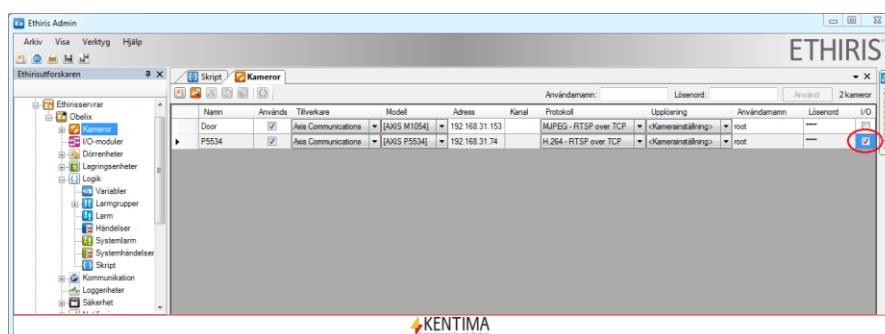 Ethiris Admin
Arkiv Visa Verktyg Hjälp
ETHIRIS
Ethirisutforskaren
Skript Kameror
Användarnamn: Lösenord: Använd 2 kameror
Namn Används Tillverkare Modell Adress Kanal Protokoll Upplösning Användarnamn Lösenord I/O
Door Axis Communications [AXIS M1054] 192.168.31.153 MJPEG - RTSP over TCP <Kamerainställning> root ****
P5534 Axis Communications [AXIS P5534] 192.168.31.74 H.264 - RTSP over TCP <Kamerainställning> root ****
Ethirisservrar
Obelix
Kameror
I/O-moduler
Dörrenheter
Lagringsenheter
Logik
Variabler
Larmgrupper
Larm
Händelser
Systemlarm
Systemhändelser
Skript
Kommunikation
Loggenheter
Säkerhet
KENTIMA